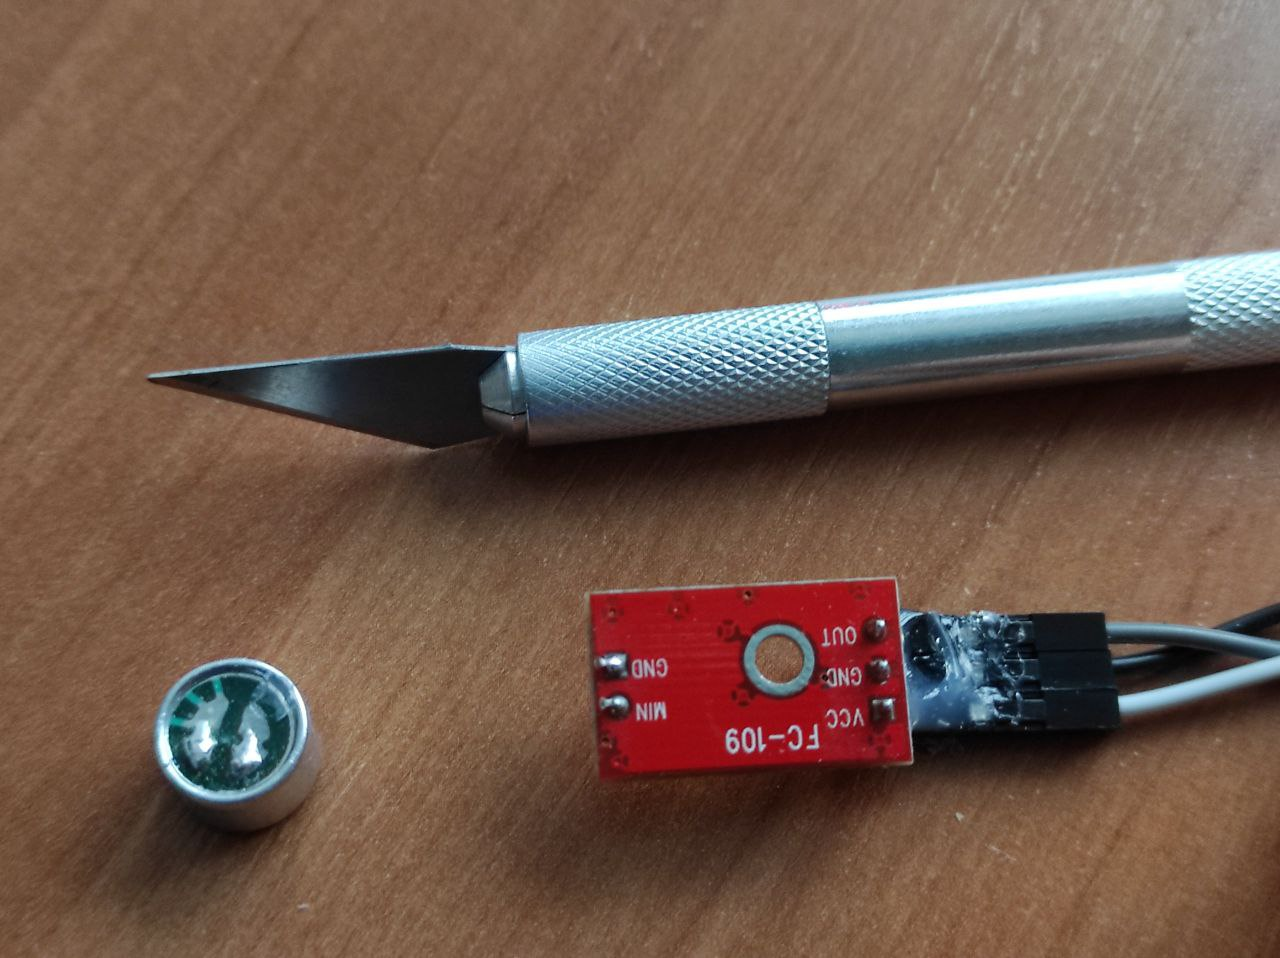 FC-109
VCC
GND
OUT
MIN
GND